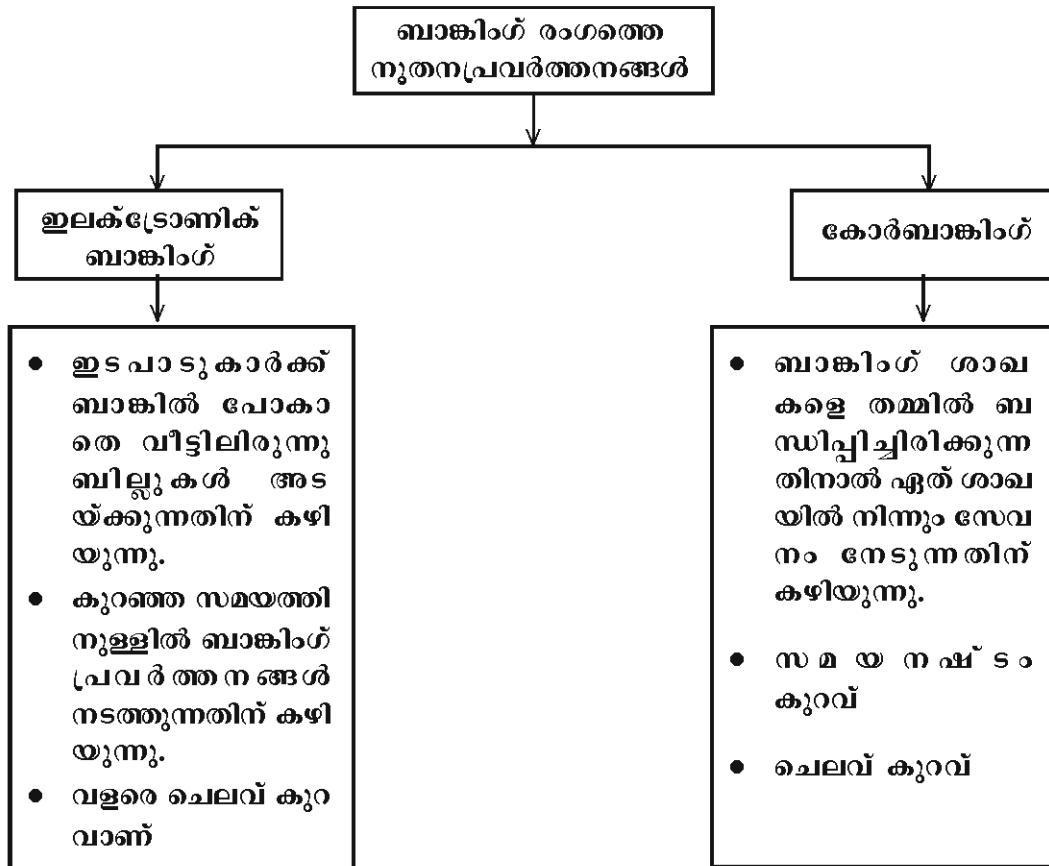 ബാങ്കിംഗ് രംഗത്തെ
നൂതനപ്രവർത്തനങ്ങൾ
ഇലക്ട്രോണിക്
ബാങ്കിംഗ്
കോർബാങ്കിംഗ്
● ഇടപാടുകാർക്ക്
ബാങ്കിൽ പോകാ
തെ വീട്ടിലിരുന്നു
ബില്ലുകൾ അട
യ്ക്കുന്നതിന് കഴി
യുന്നു.
● കുറഞ്ഞ സമയത്തി
നുള്ളിൽ ബാങ്കിംഗ്
പ്രവർത്തനങ്ങൾ
നടത്തുന്നതിന് കഴി
യുന്നു.
● വളരെ ചെലവ് കുറ
വാണ്
● ബാങ്കിംഗ് ശാഖ
കളെ തമ്മിൽ ബ
ന്ധിപ്പിച്ചിരിക്കുന്ന
തിനാൽ ഏത് ശാഖ
യിൽ നിന്നും സേവ
നം നേടുന്നതിന്
കഴിയുന്നു.
● സമയനഷ്ടം
കുറവ്
● ചെലവ് കുറവ്